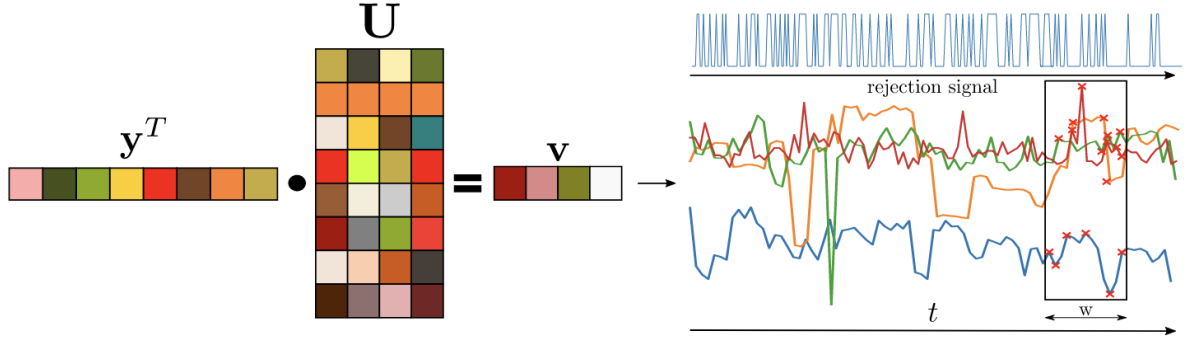 y^T
•
U
=
v
rejection signal
w
t